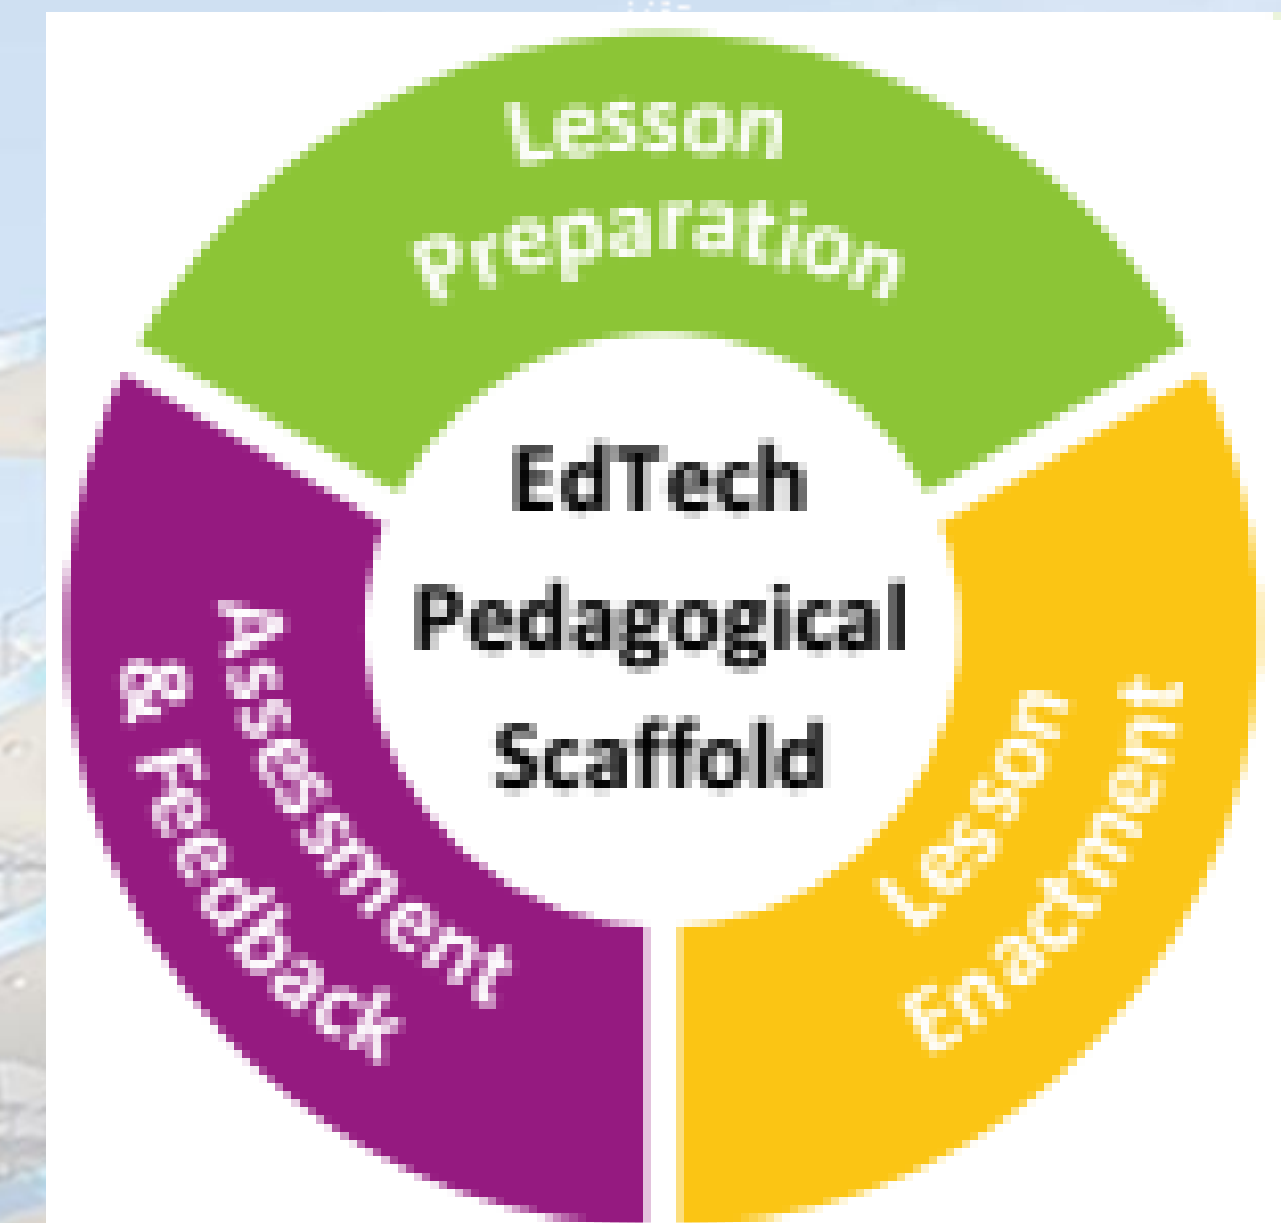 Lesson
Preparation
EdTech
Pedagogical
Scaffold
Lesson
Enactment
Assessment
& Feedback